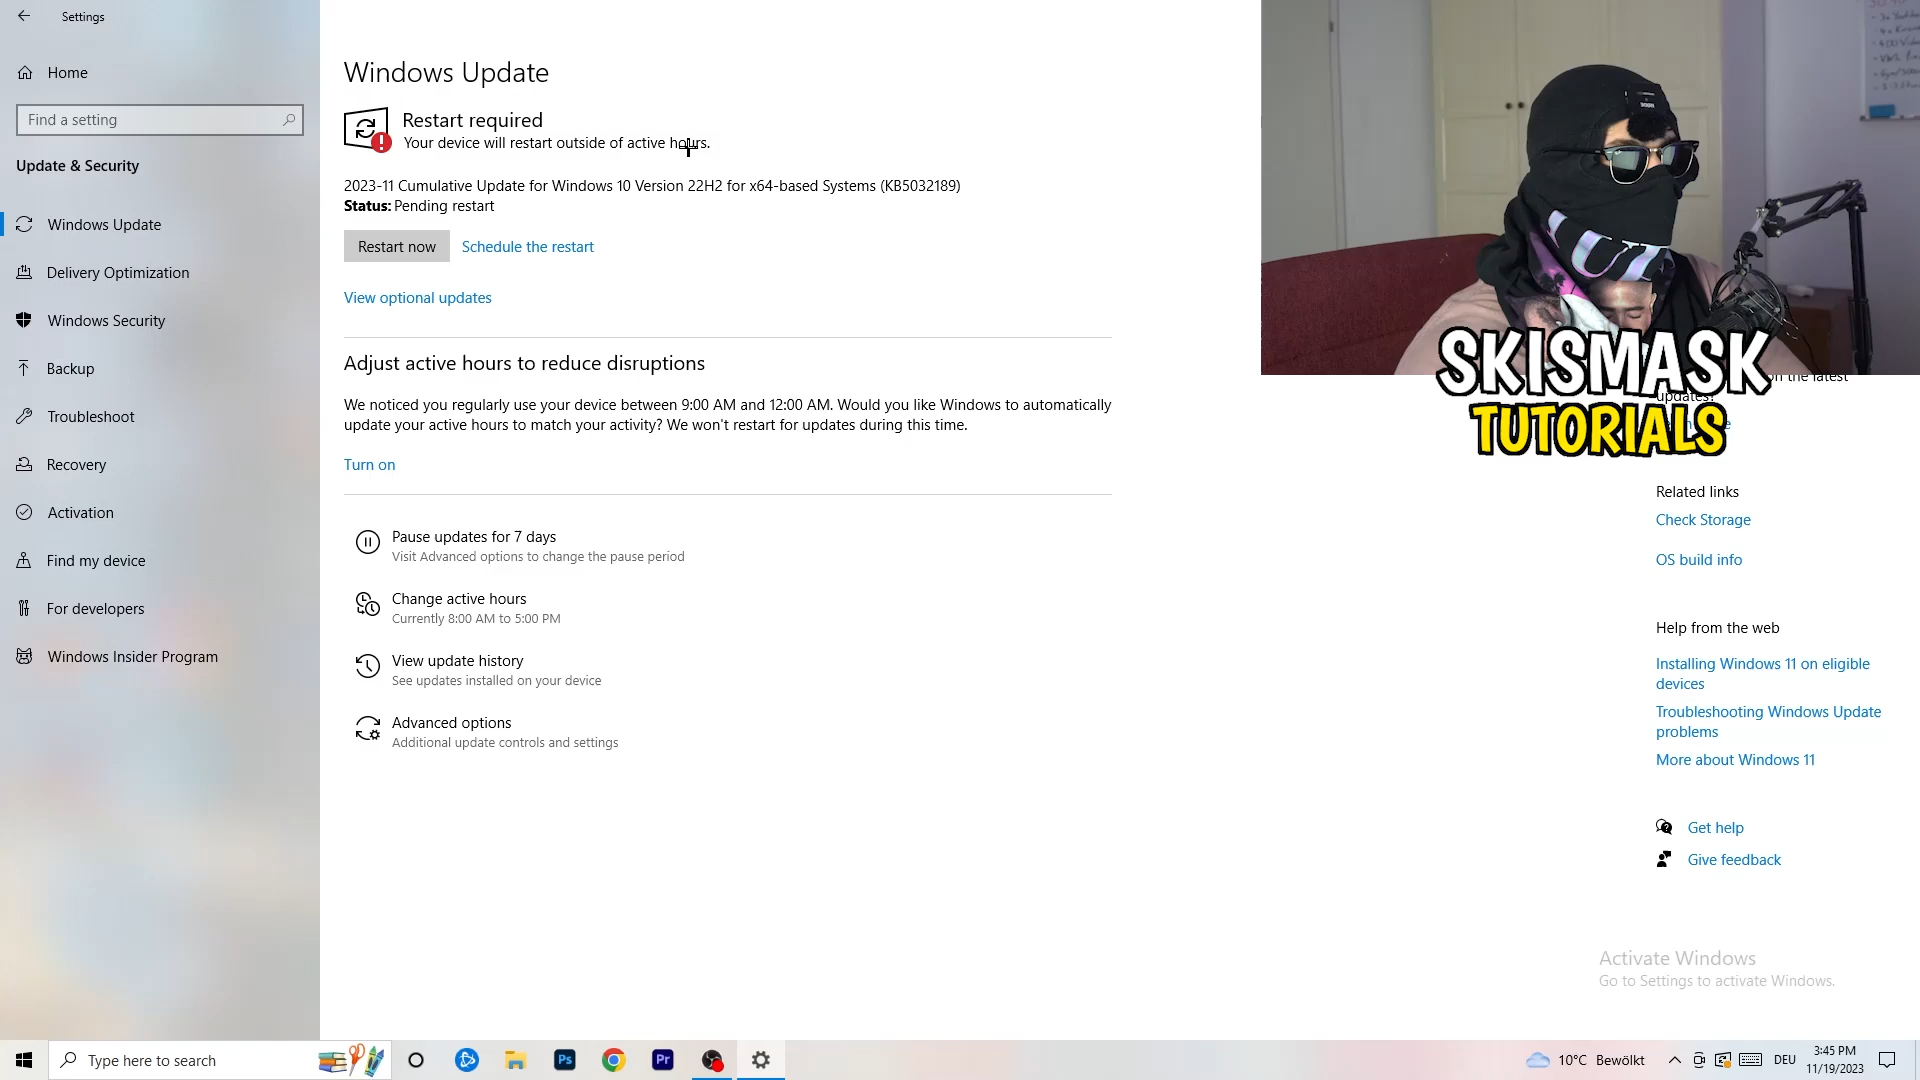 Settings
Home
Find a setting
Update & Security
Windows Update
Delivery Optimization
Windows Security
Backup
Troubleshoot
Recovery
Activation
Find my device
For developers
Windows Insider Program
Windows Update
Restart required
Your device will restart outside of active hours.
2023-11 Cumulative Update for Windows 10 Version 22H2 for x64-based Systems (KB5032189)
Status: Pending restart
Restart now
Schedule the restart
View optional updates
Adjust active hours to reduce disruptions
We noticed you regularly use your device between 9:00 AM and 12:00 AM. Would you like Windows to automatically
update your active hours to match your activity? We won't restart for updates during this time.
Turn on
Pause updates for 7 days
Visit Advanced options to change the pause period
Change active hours
Currently 8:00 AM to 5:00 PM
View update history
See updates installed on your device
Advanced options
Additional update controls and settings
SKISMASK
TUTORIALS
on the latest
updates?
Related links
Check Storage
OS build info
Help from the web
Installing Windows 11 on eligible
devices
Troubleshooting Windows Update
problems
More about Windows 11
Get help
Give feedback
Activate Windows
Go to Settings to activate Windows.
Type here to search
Ps
Pr
10°C Bewölkt
DEU
3:45 PM
11/19/2023